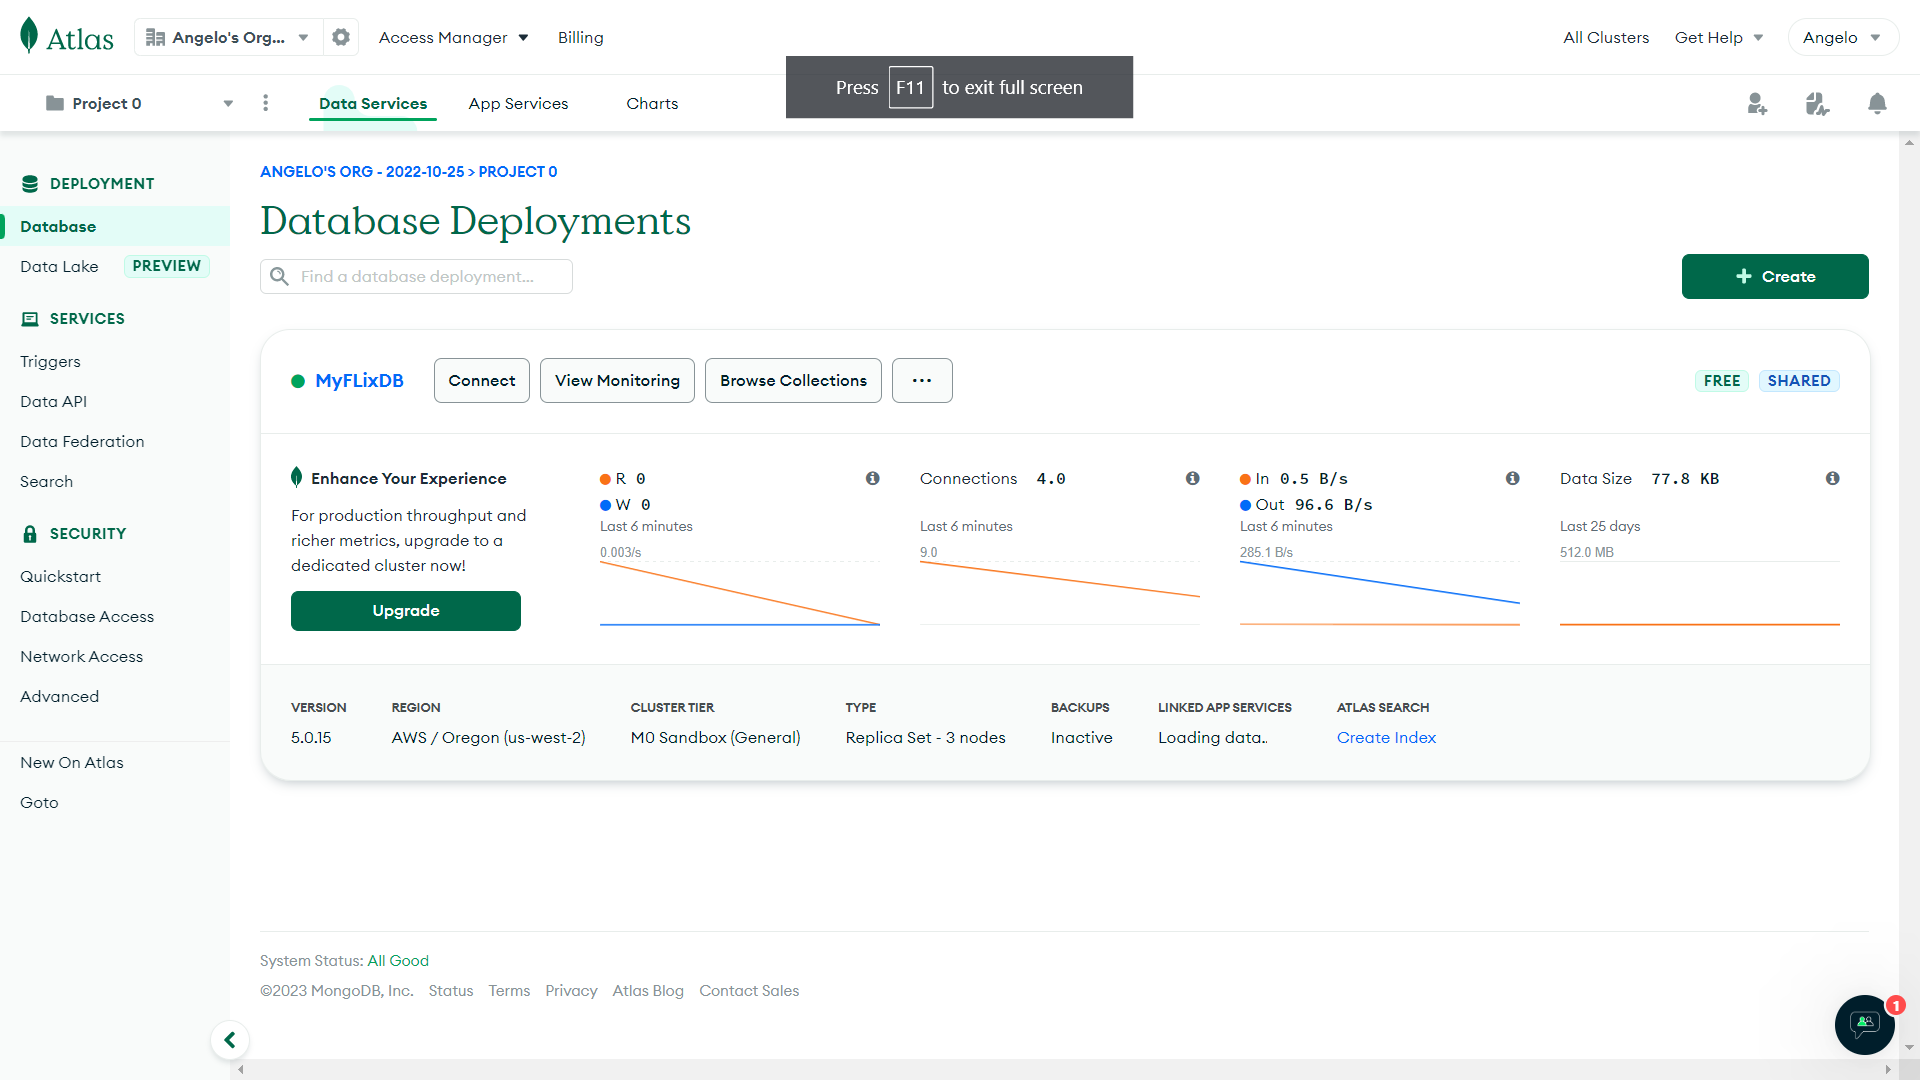 Atlas
Angelo's Org...
Access Manager
Billing
All Clusters
Get Help
Angelo
Press F11 to exit full screen
Project 0
Data Services
App Services
Charts
DEPLOYMENT
Database
Data Lake PREVIEW
SERVICES
Triggers
Data API
Data Federation
Search
SECURITY
Quickstart
Database Access
Network Access
Advanced
New On Atlas
Goto
ANGELO'S ORG - 2022-10-25 > PROJECT 0
Database Deployments
Find a database deployment...
+ Create
MyFLixDB
Connect
View Monitoring
Browse Collections
...
FREE
SHARED
Enhance Your Experience
For production throughput and
richer metrics, upgrade to a
dedicated cluster now!
Upgrade
R 0
W 0
Last 6 minutes
0.003/s
Connections 4.0
Last 6 minutes
9.0
In 0.5 B/s
Out 96.6 B/s
Last 6 minutes
285.1 B/s
Data Size 77.8 KB
Last 25 days
512.0 MB
VERSION
5.0.15
REGION
AWS / Oregon (us-west-2)
CLUSTER TIER
M0 Sandbox (General)
TYPE
Replica Set - 3 nodes
BACKUPS
Inactive
LINKED APP SERVICES
Loading data..
ATLAS SEARCH
Create Index
System Status: All Good
©2023 MongoDB, Inc. Status Terms Privacy Atlas Blog Contact Sales
1